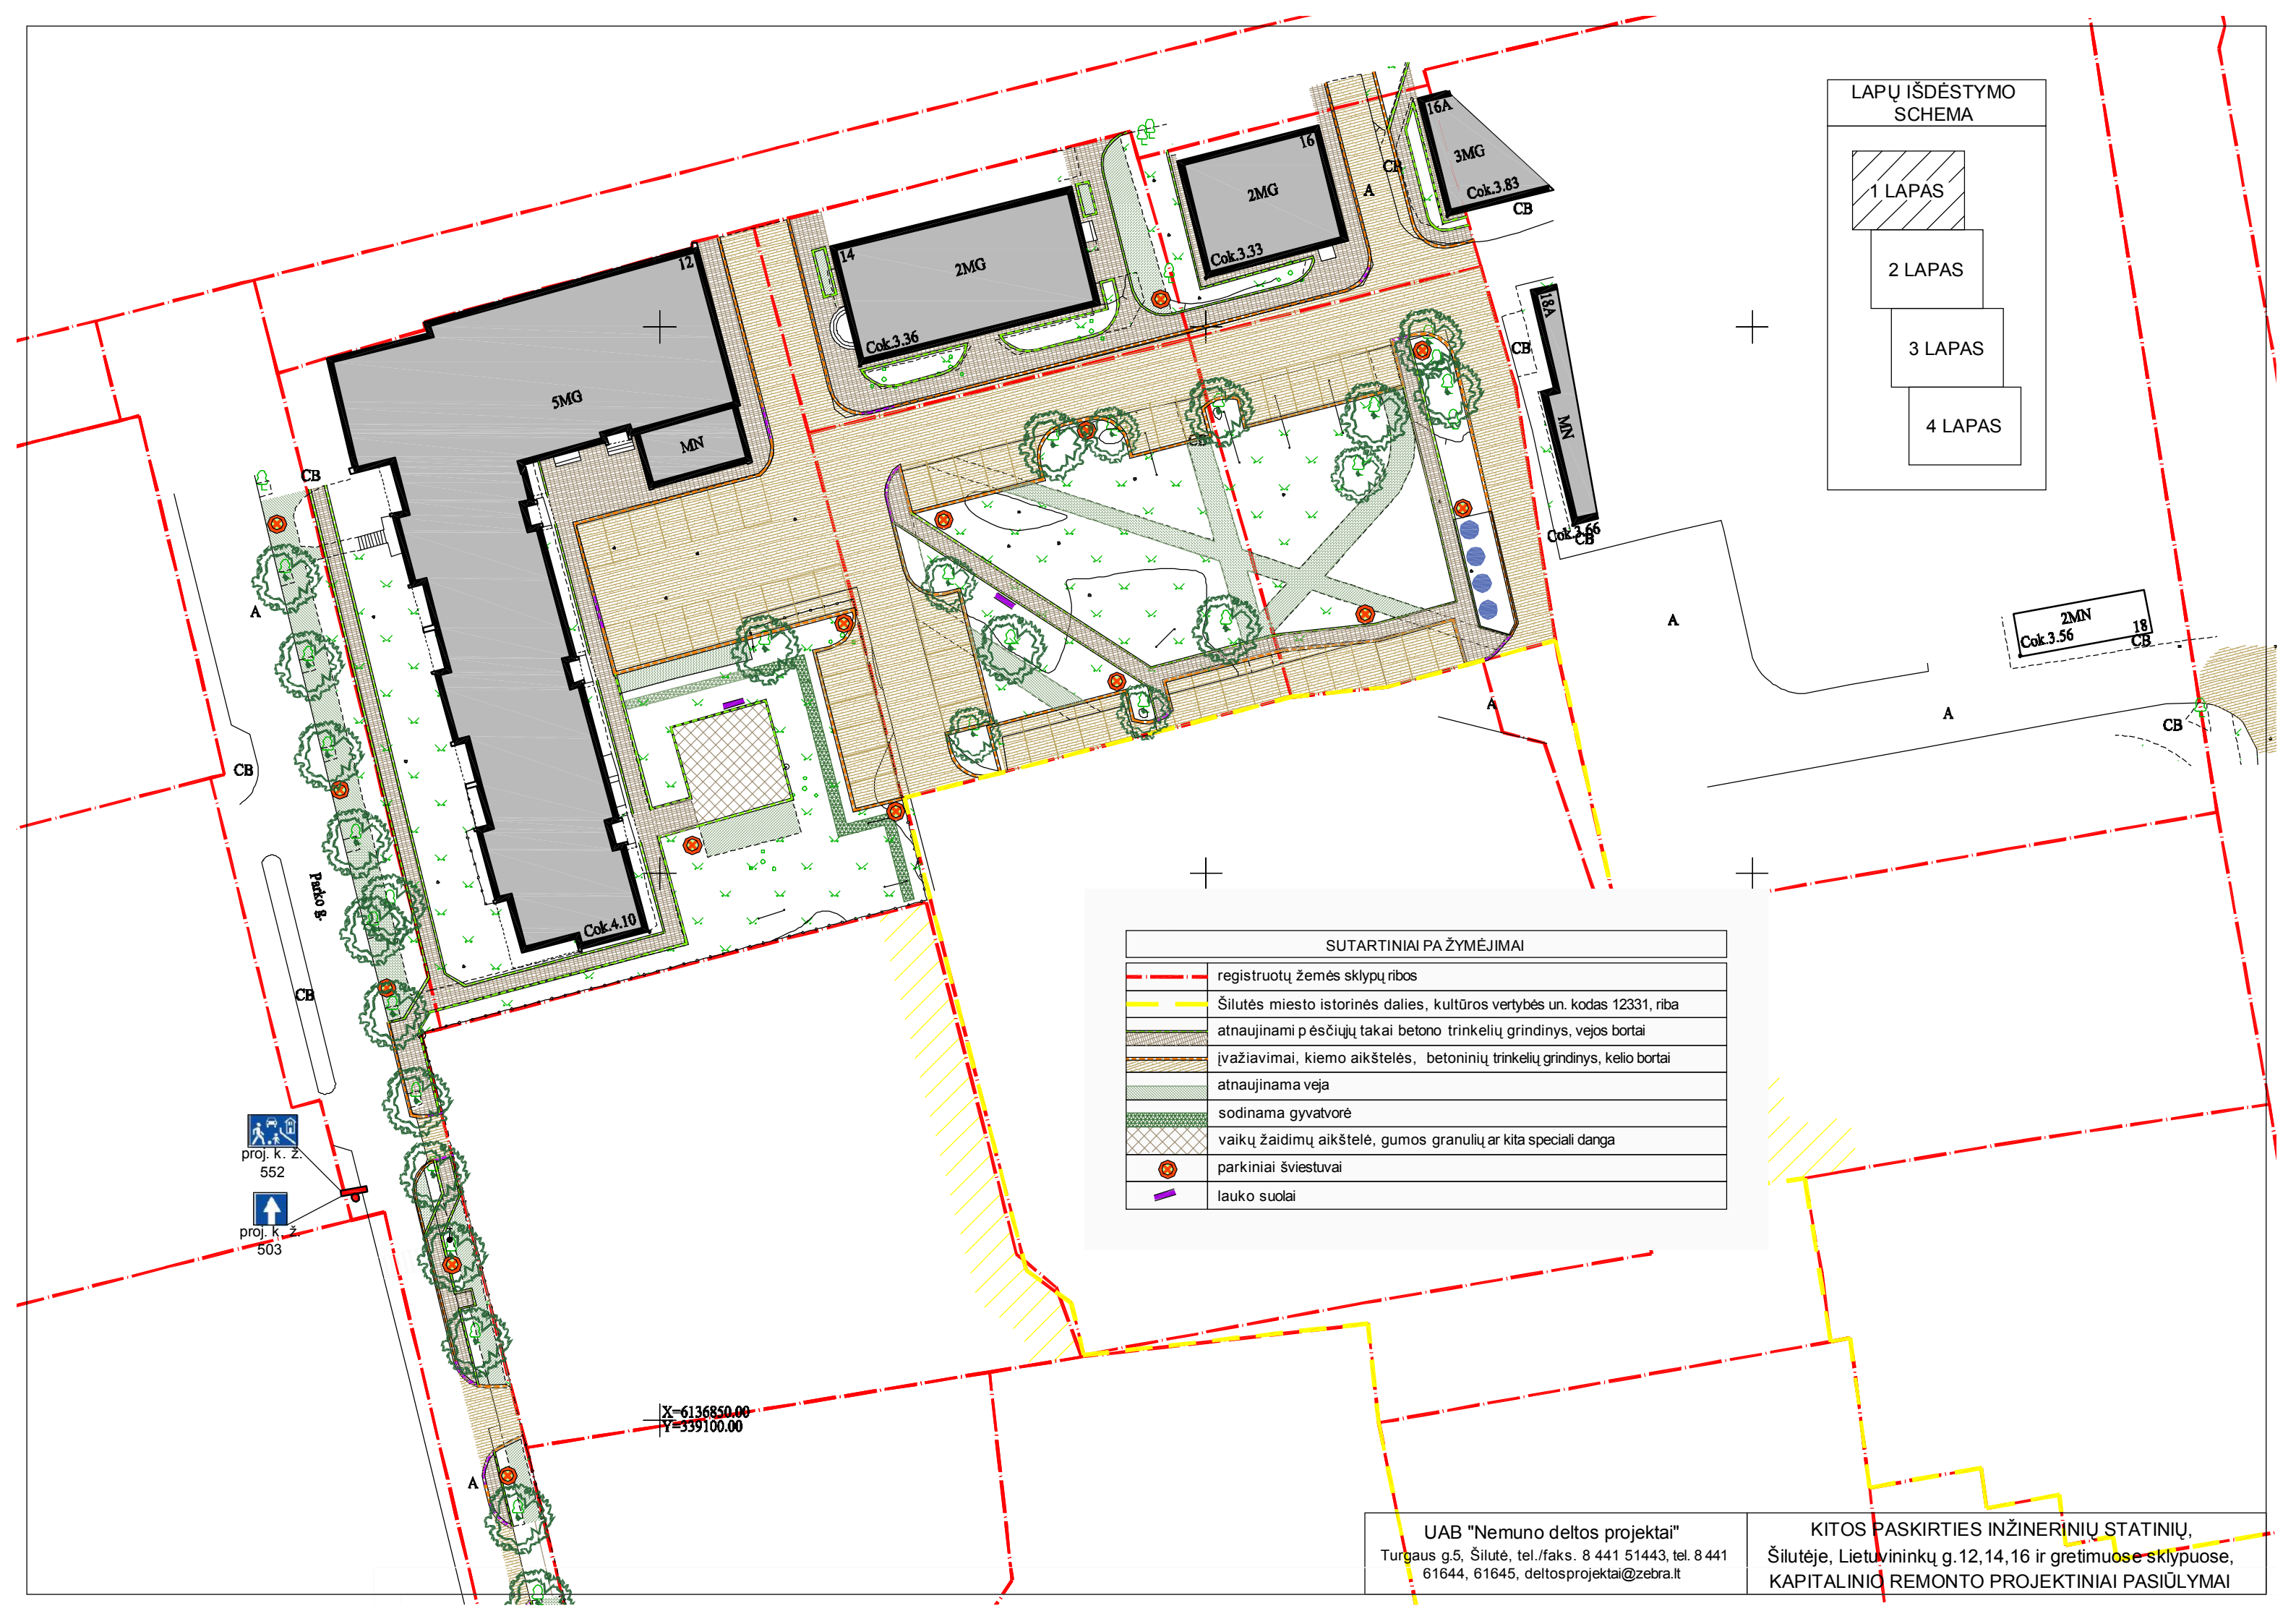 LAPŲ IŠDĖSTYMO
SCHEMA
1 LAPAS
2 LAPAS
3 LAPAS
4 LAPAS
16A
3MG
Cok.3.83
CB
CB
A
16
2MG
Cok.3.33
14
2MG
Cok.3.36
12
5MG
MN
Cok.4.10
18A
CB
MN
Cok.3.66
CB
CB
CB
A
CB
Parko g.
CB
A
A
A
2MN
18
Cok.3.56
CB
CB
A
SUTARTINIAI PAŽYMĖJIMAI
registruotų žemės sklypų ribos
Šilutės miesto istorinės dalies, kultūros vertybės un. kodas 12331, riba
atnaujinami pėsčiųjų takai betono trinkelių grindinys, vejos bortai
įvažiavimai, kiemo aikštelės, betoninių trinkelių grindinys, kelio bortai
atnaujinama veja
sodinama gyvatvorė
vaikų žaidimų aikštelė, gumos granulių ar kita speciali danga
parkiniai šviestuvai
lauko suolai
proj. k. ž.
552
proj. k. ž.
503
X=6136850.00
Y=339100.00
A
UAB "Nemuno deltos projektai"
Turgaus g.5, Šilutė, tel./faks. 8 441 51443, tel. 8 441
61644, 61645, deltosprojektai@zebra.lt
KITOS PASKIRTIES INŽINERINIŲ STATINIŲ,
Šilutėje, Lietuvininkų g.12,14,16 ir gretimuose sklypuose,
KAPITALINIO REMONTO PROJEKTINIAI PASIŪLYMAI